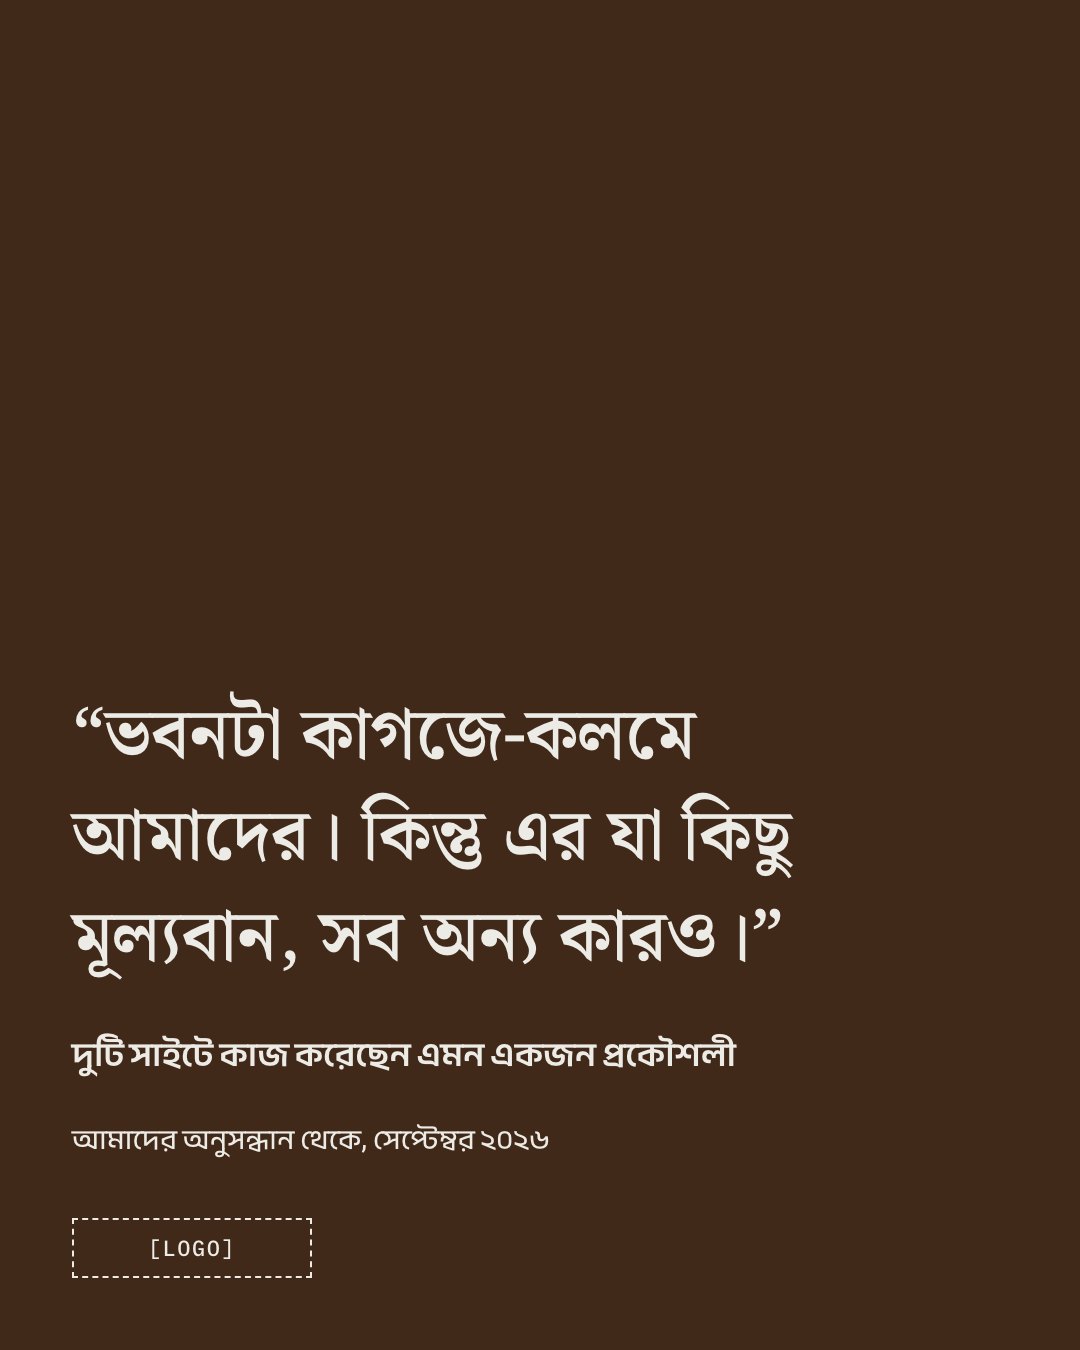 “ভবনটা কাগজে-কলমে
আমাদের। কিন্তু এর যা কিছু
মূল্যবান, সব অন্য কারও।”
দুটি সাইটে কাজ করেছেন এমন একজন প্রকৌশলী
আমাদের অনুসন্ধান থেকে, সেপ্টেম্বর ২০২৬
[LOGO]